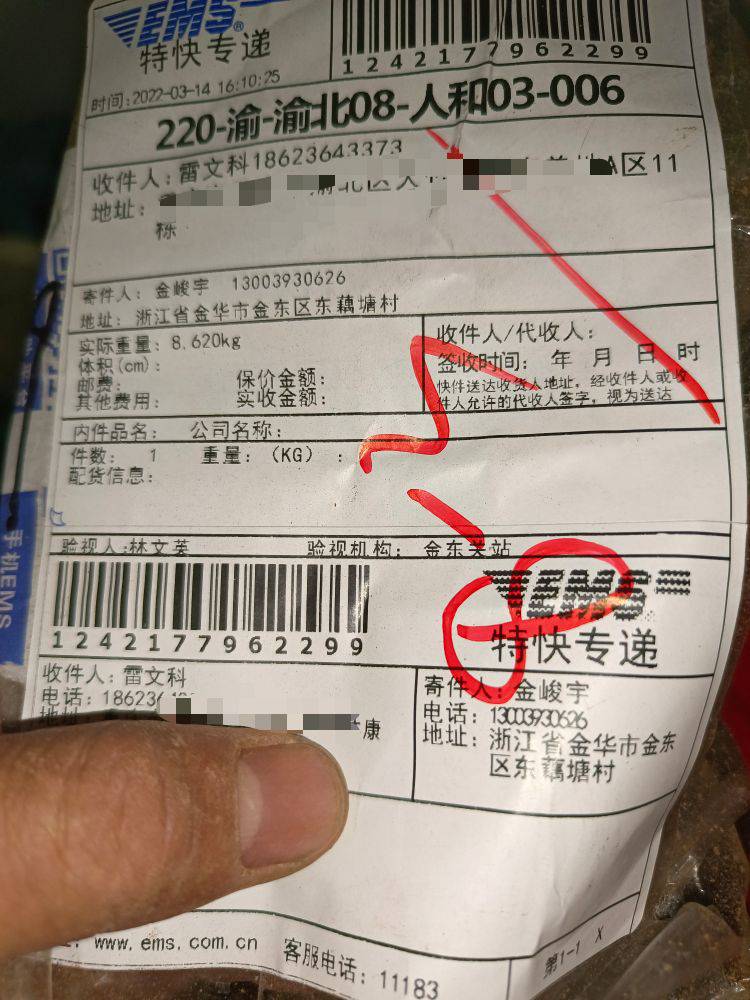 EMS®
特快专递
1242177962299
时间:2022-03-14 16:10:25
220-渝-渝北08-人和03-006
收件人:雷文科18623643373
地址: 渝北区 A区11
栋
寄件人: 金峻宇 13003930626
地址: 浙江省金华市金东区东藕塘村
实际重量: 8.620kg
体积(cm):
邮费: 保价金额:
其他费用: 实收金额:
收件人/代收人:
签收时间: 年 月 日 时
快件送达收货人地址, 经收件人或收
件人允许的代收人签字, 视为送达
内件品名: 公司名称:
件数: 1 重量: (KG) :
配货信息:
验视人:林文英 验视机构: 金东关站
1242177962299
EMS
特快专递
收件人:雷文科
电话: 186236
地址:
康
寄件人: 金峻宇
电话: 13003930626
地址: 浙江省金华市金东
区东藕塘村
手机EMS
www.ems.com.cn 客服电话: 11183
第1-1 X